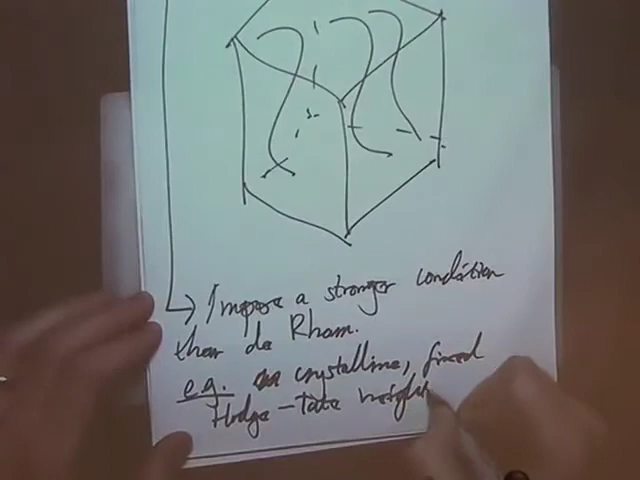 Impose a stronger condition
than de Rham.
e.g. crystalline, fixed
Hodge-Tate weights